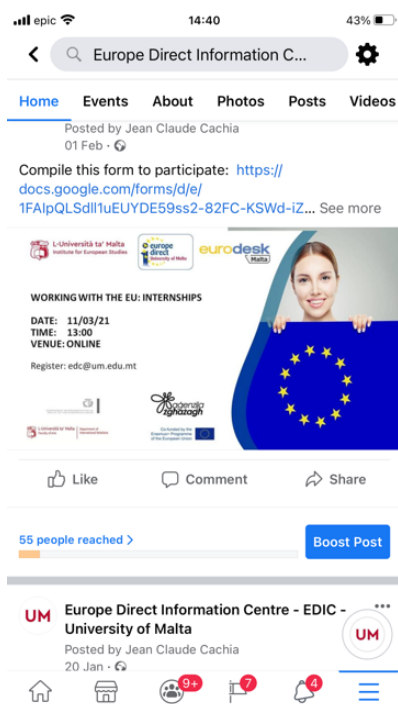 epic
14:40
43%
Europe Direct Information C...
Home Events About Photos Posts Videos
Posted by Jean Claude Cachia
01 Feb ·
Compile this form to participate: https://
docs.google.com/forms/d/e/
1FAIpQLSdll1uEUYDE59ss2-82FC-KSWd-iZ... See more
L-Università ta' Malta
Institute for European Studies
europe
direct
University of Malta
eurodesk
Malta
WORKING WITH THE EU: INTERNSHIPS
DATE: 11/03/21
TIME: 13:00
VENUE: ONLINE
Register: edc@um.edu.mt
aġenzija
żgħażagħ
L-Università ta' Malta
Co-funded by the
Erasmus+ Programme
of the European Union
Like Comment Share
55 people reached >
Boost Post
UM
Europe Direct Information Centre - EDIC -
University of Malta
Posted by Jean Claude Cachia
20 Jan ·
UM
9+
7
4